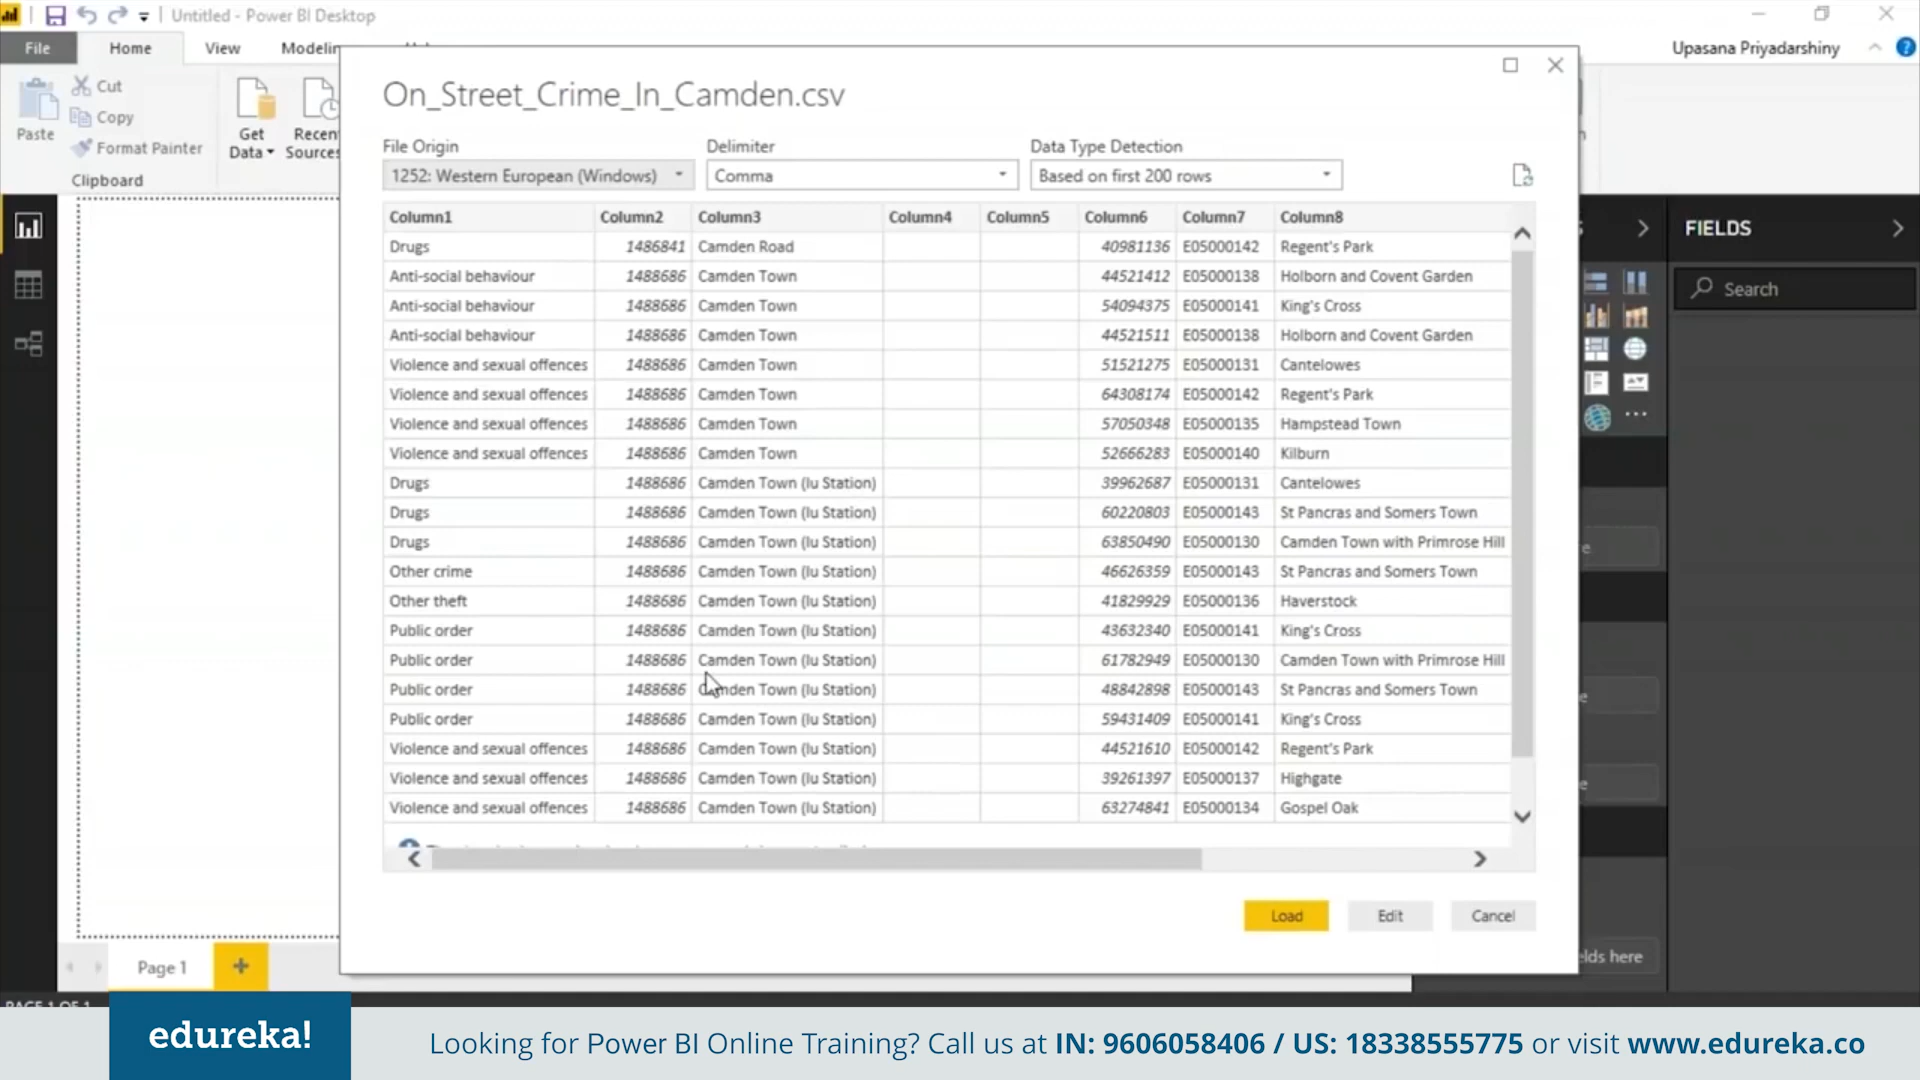 Untitled - Power BI Desktop
File Home View
Upasana Priyadarshiny
Paste
Cut
Copy
Format Painter
Clipboard
Get Data
On_Street_Crime_In_Camden.csv
File Origin Delimiter Data Type Detection
1252: Western European (Windows) Comma Based on first 200 rows
Column1 Column2 Column3 Column4 Column5 Column6 Column7 Column8
Drugs 1486841 Camden Road 40981136 E05000142 Regent's Park
Anti-social behaviour 1488686 Camden Town 44521412 E05000138 Holborn and Covent Garden
Anti-social behaviour 1488686 Camden Town 54094375 E05000141 King's Cross
Anti-social behaviour 1488686 Camden Town 44521511 E05000138 Holborn and Covent Garden
Violence and sexual offences 1488686 Camden Town 51521275 E05000131 Cantelowes
Violence and sexual offences 1488686 Camden Town 64308174 E05000142 Regent's Park
Violence and sexual offences 1488686 Camden Town 57050348 E05000135 Hampstead Town
Violence and sexual offences 1488686 Camden Town 52666283 E05000140 Kilburn
Drugs 1488686 Camden Town (lu Station) 39962687 E05000131 Cantelowes
Drugs 1488686 Camden Town (lu Station) 60220803 E05000143 St Pancras and Somers Town
Drugs 1488686 Camden Town (lu Station) 63850490 E05000130 Camden Town with Primrose Hill
Other crime 1488686 Camden Town (lu Station) 46626359 E05000143 St Pancras and Somers Town
Other theft 1488686 Camden Town (lu Station) 41829929 E05000136 Haverstock
Public order 1488686 Camden Town (lu Station) 43632340 E05000141 King's Cross
Public order 1488686 Camden Town (lu Station) 61782949 E05000130 Camden Town with Primrose Hill
Public order 1488686 Camden Town (lu Station) 48842898 E05000143 St Pancras and Somers Town
Public order 1488686 Camden Town (lu Station) 59431409 E05000141 King's Cross
Violence and sexual offences 1488686 Camden Town (lu Station) 44521610 E05000142 Regent's Park
Violence and sexual offences 1488686 Camden Town (lu Station) 39261397 E05000137 Highgate
Violence and sexual offences 1488686 Camden Town (lu Station) 63274841 E05000134 Gospel Oak
Load Edit Cancel
FIELDS
Search
here
Page 1
PAGE 1 OF 1
edureka!
Looking for Power BI Online Training? Call us at IN: 9606058406 / US: 18338555775 or visit www.edureka.co